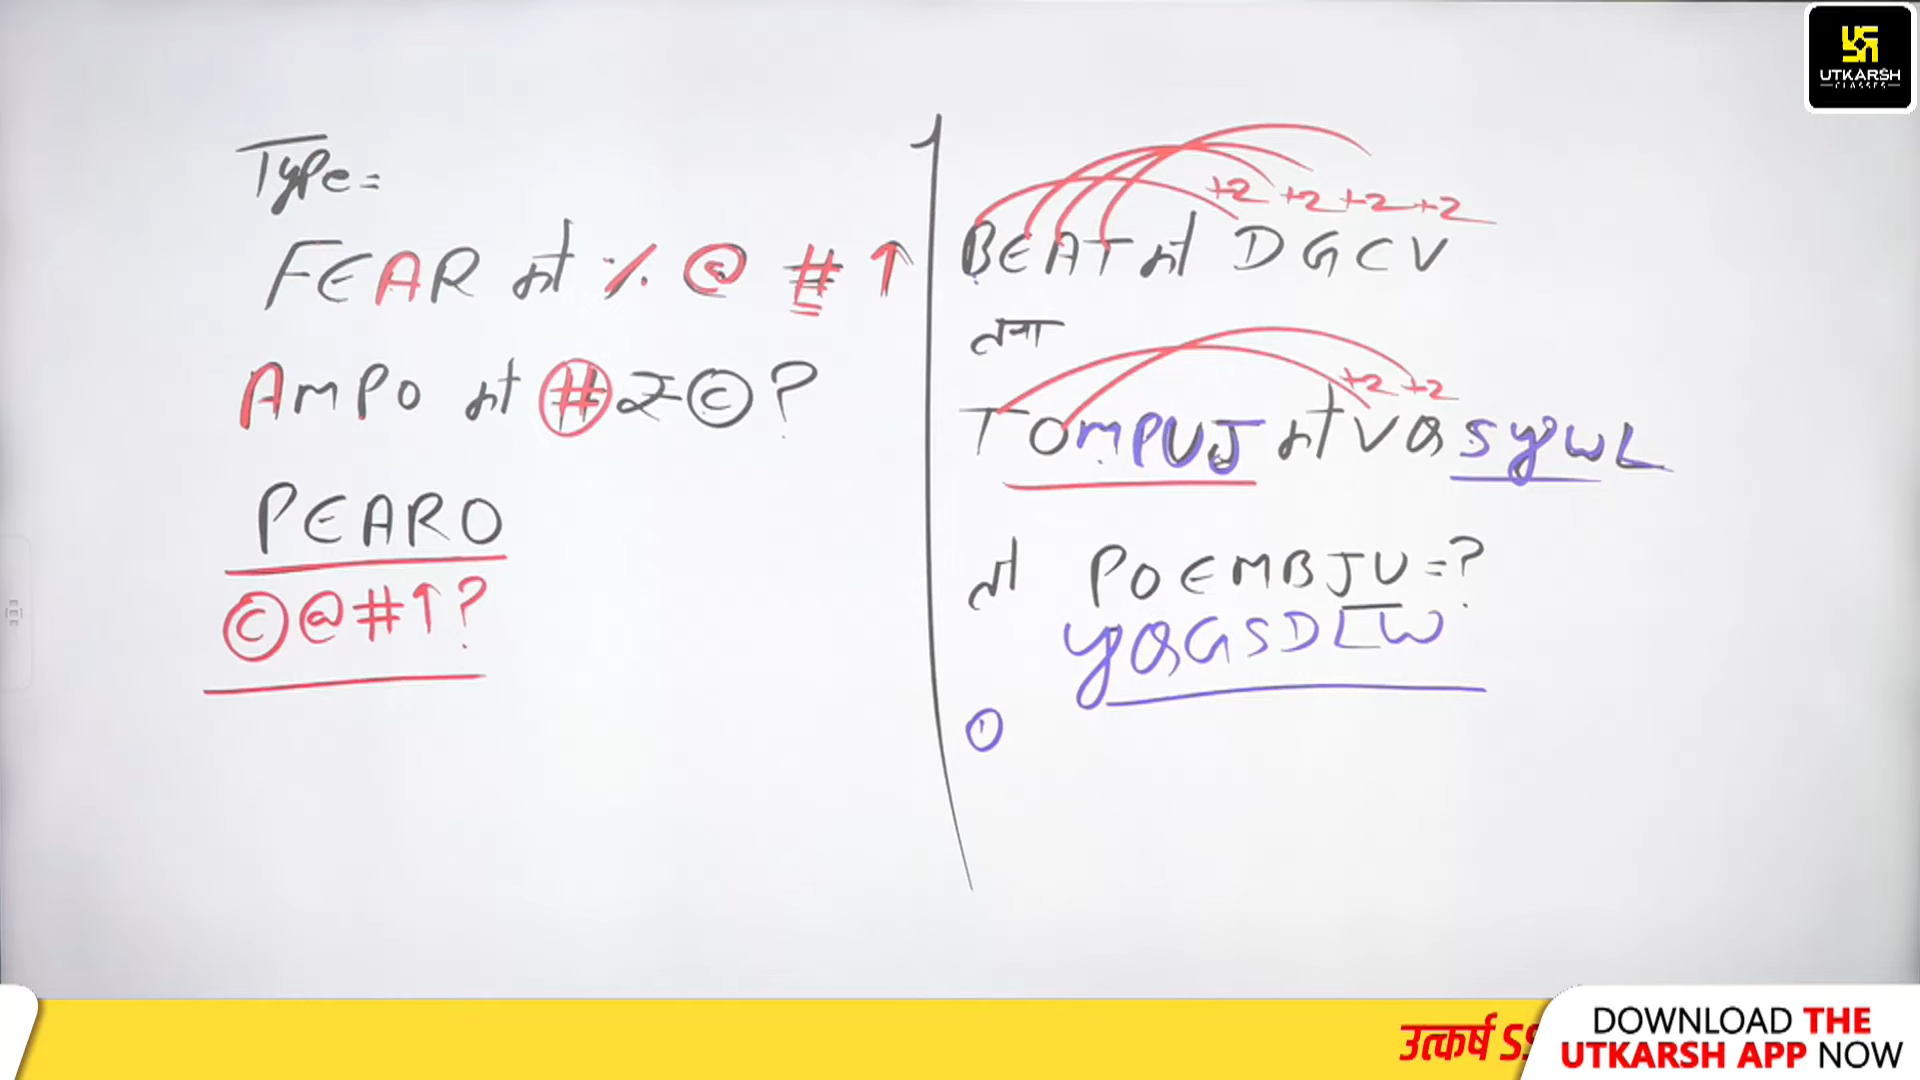 Type=
FEAR को % @ # ↑
AMPO को # 2 © ?
PEARO
© @ # ↑ ?
+2 +2 +2 +2
BEAT को DGCV
तथा
+2 +2
TOMPUJ को VQSYWL
तो POEMBJU=?
YQGSDLW
①
UTKARSH
CLASSES
उत्कर्ष
DOWNLOAD THE
UTKARSH APP NOW